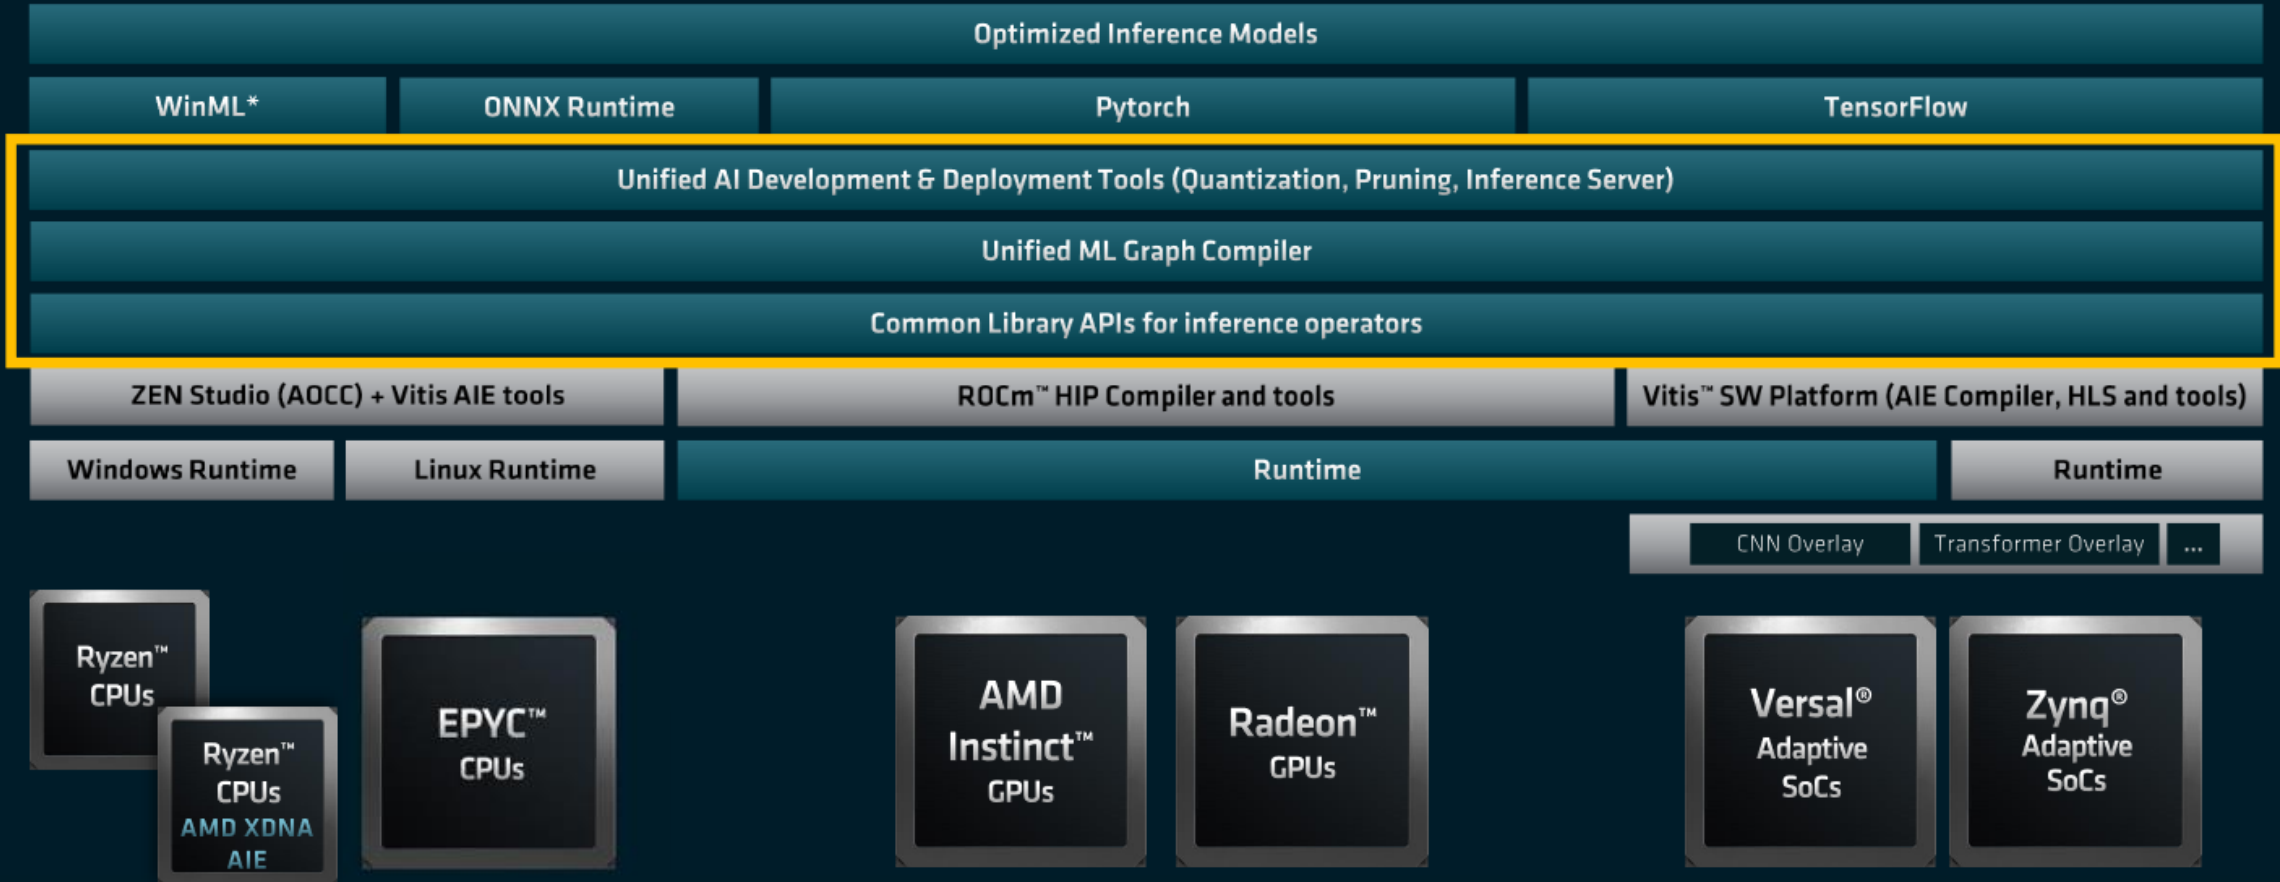 Optimized Inference Models
WinML*
ONNX Runtime
Pytorch
TensorFlow
Unified AI Development & Deployment Tools (Quantization, Pruning, Inference Server)
Unified ML Graph Compiler
Common Library APIs for inference operators
ZEN Studio (AOCC) + Vitis AIE tools
ROCm™ HIP Compiler and tools
Vitis™ SW Platform (AIE Compiler, HLS and tools)
Windows Runtime
Linux Runtime
Runtime
Runtime
CNN Overlay
Transformer Overlay
...
Ryzen™
CPUs
Ryzen™
CPUs
AMD XDNA
AIE
EPYC™
CPUs
AMD
Instinct™
GPUs
Radeon™
GPUs
Versal®
Adaptive
SoCs
Zynq®
Adaptive
SoCs